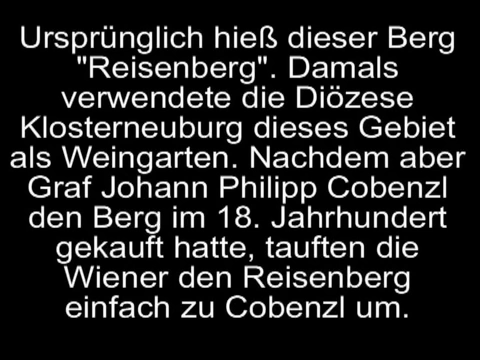 Ursprünglich hieß dieser Berg
"Reisenberg". Damals
verwendete die Diözese
Klosterneuburg dieses Gebiet
als Weingarten. Nachdem aber
Graf Johann Philipp Cobenzl
den Berg im 18. Jahrhundert
gekauft hatte, tauften die
Wiener den Reisenberg
einfach zu Cobenzl um.